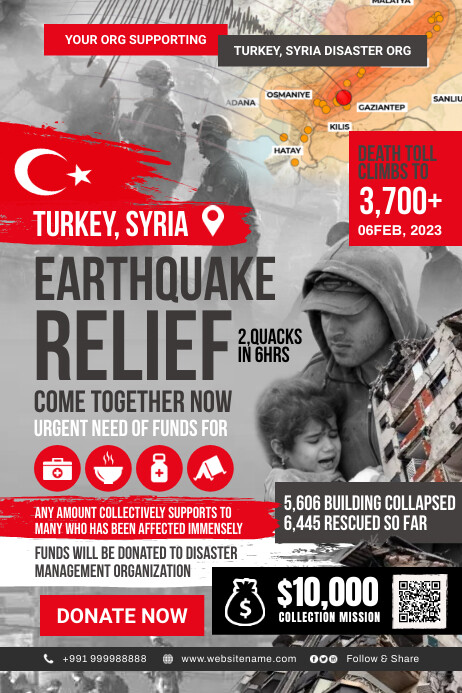 MALATYA
YOUR ORG SUPPORTING
TURKEY, SYRIA DISASTER ORG
OSMANIYE
ADANA
SANLIU
GAZIANTEP
KILIS
HATAY
DEATH TOLL
CLIMBS TO
3,700+
06FEB, 2023
TURKEY, SYRIA
EARTHQUAKE
RELIEF
2,QUACKS
IN 6HRS
COME TOGETHER NOW
URGENT NEED OF FUNDS FOR
5,606 BUILDING COLLAPSED
6,445 RESCUED SO FAR
ANY AMOUNT COLLECTIVELY SUPPORTS TO
MANY WHO HAS BEEN AFFECTED IMMENSELY
FUNDS WILL BE DONATED TO DISASTER
MANAGEMENT ORGANIZATION
$
$10,000
COLLECTION MISSION
DONATE NOW
+991 999988888
www.websitename.com
Follow & Share